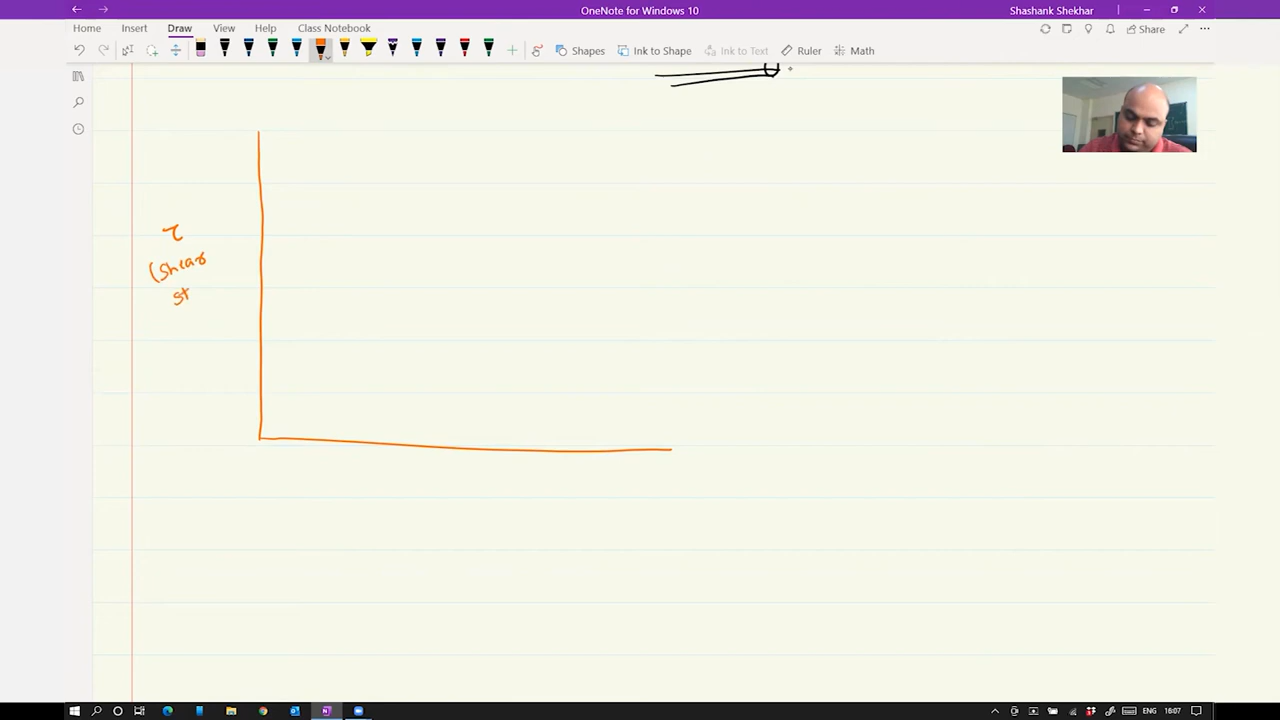 OneNote for Windows 10
Shashank Shekhar
Home Insert Draw View Help Class Notebook
Share
Shapes Ink to Shape Ink to Text Ruler Math
τ
(Shear
st
ENG 16:07